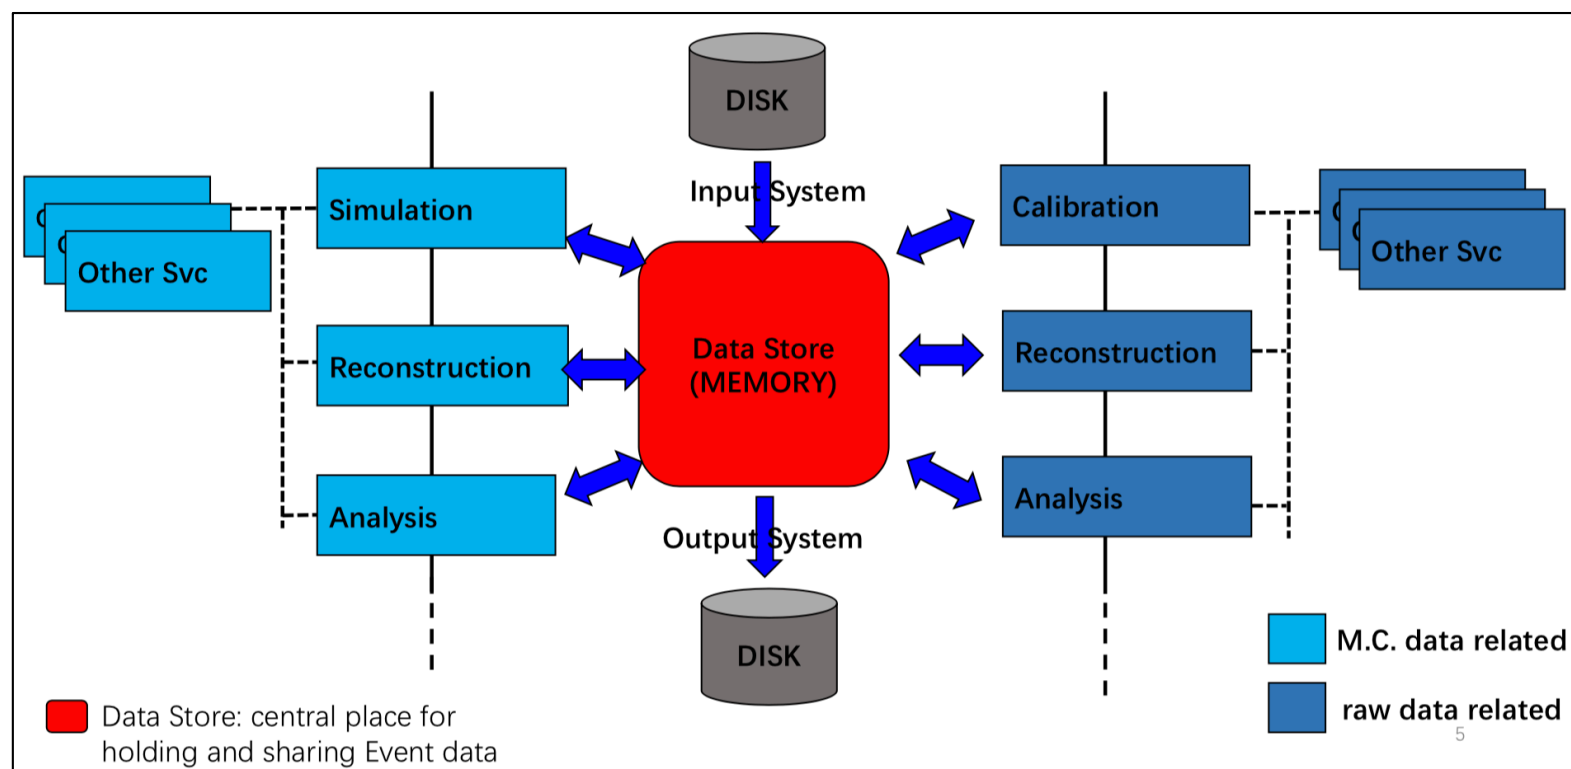 DISK
Input System
Simulation
Calibration
Other Svc
Other Svc
Reconstruction
Data Store
(MEMORY)
Reconstruction
Analysis
Analysis
Output System
DISK
M.C. data related
raw data related
5
Data Store: central place for
holding and sharing Event data